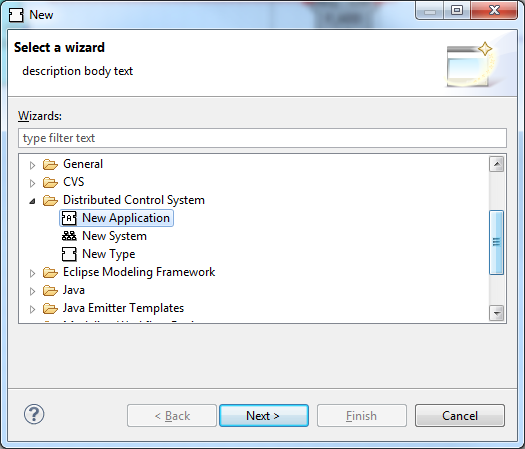 New
Select a wizard
description body text
Wizards:
type filter text
General
CVS
Distributed Control System
New Application
New System
New Type
Eclipse Modeling Framework
Java
Java Emitter Templates
? < Back Next > Finish Cancel